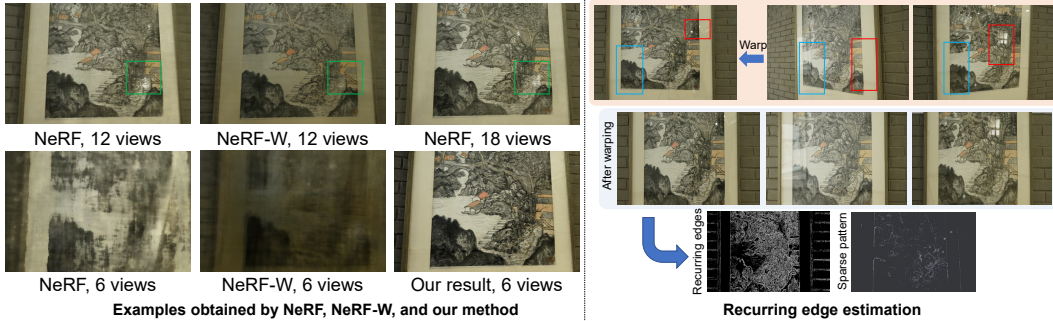 NeRF, 12 views
NeRF-W, 12 views
NeRF, 18 views
NeRF, 6 views
NeRF-W, 6 views
Our result, 6 views
Examples obtained by NeRF, NeRF-W, and our method
Warp
After warping
Recurring edges
Sparse pattern
Recurring edge estimation